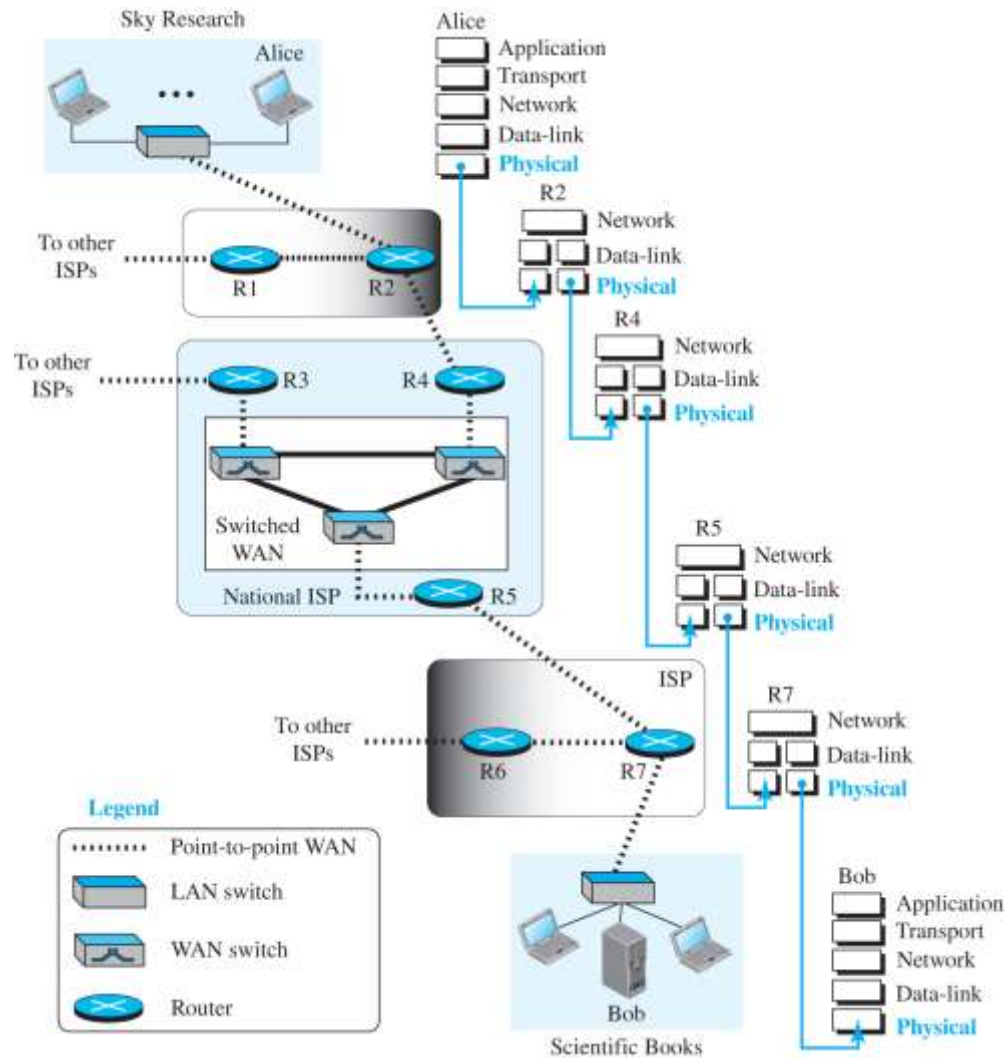 Sky Research
Alice
Alice
Application
Transport
Network
Data-link
Physical
R2
Network
Data-link
Physical
To other
ISPs
R1
R2
R4
Network
Data-link
Physical
To other
ISPs
R3
R4
Switched
WAN
National ISP
R5
R5
Network
Data-link
Physical
ISP
To other
ISPs
R6
R7
R7
Network
Data-link
Physical
Legend
Point-to-point WAN
LAN switch
WAN switch
Router
Bob
Scientific Books
Bob
Application
Transport
Network
Data-link
Physical